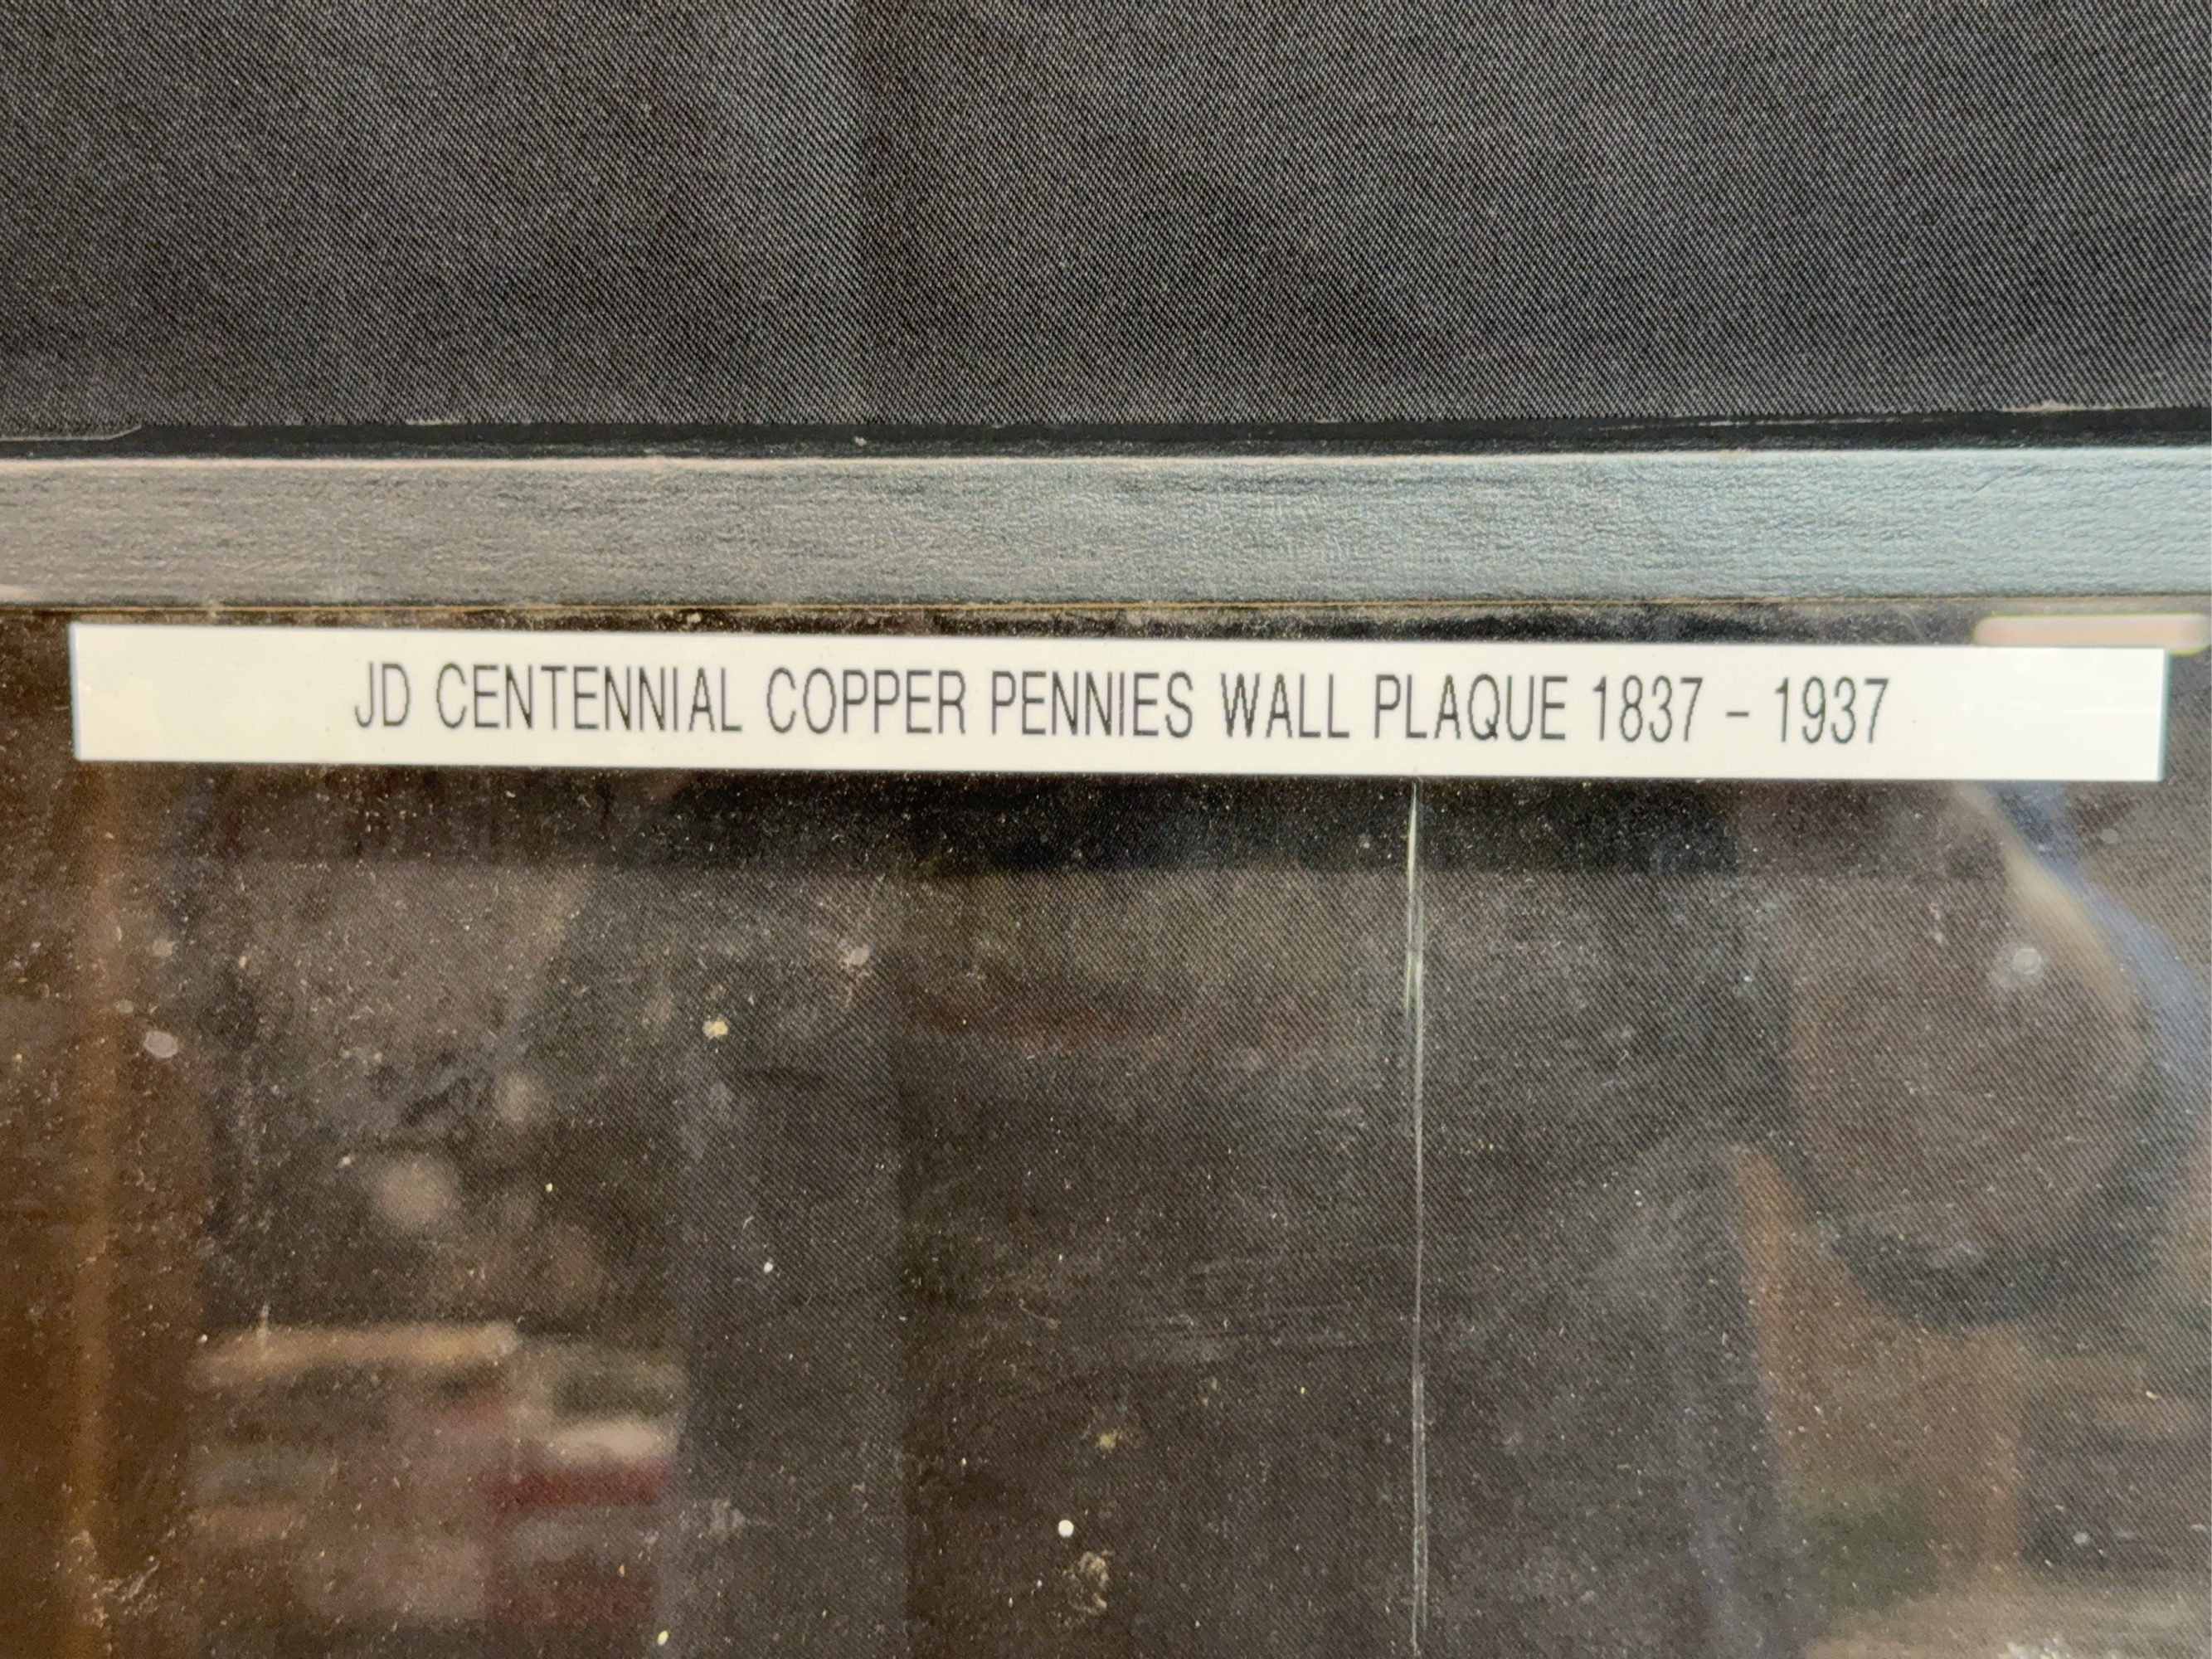 JD CENTENNIAL COPPER PENNIES WALL PLAQUE 1837 - 1937